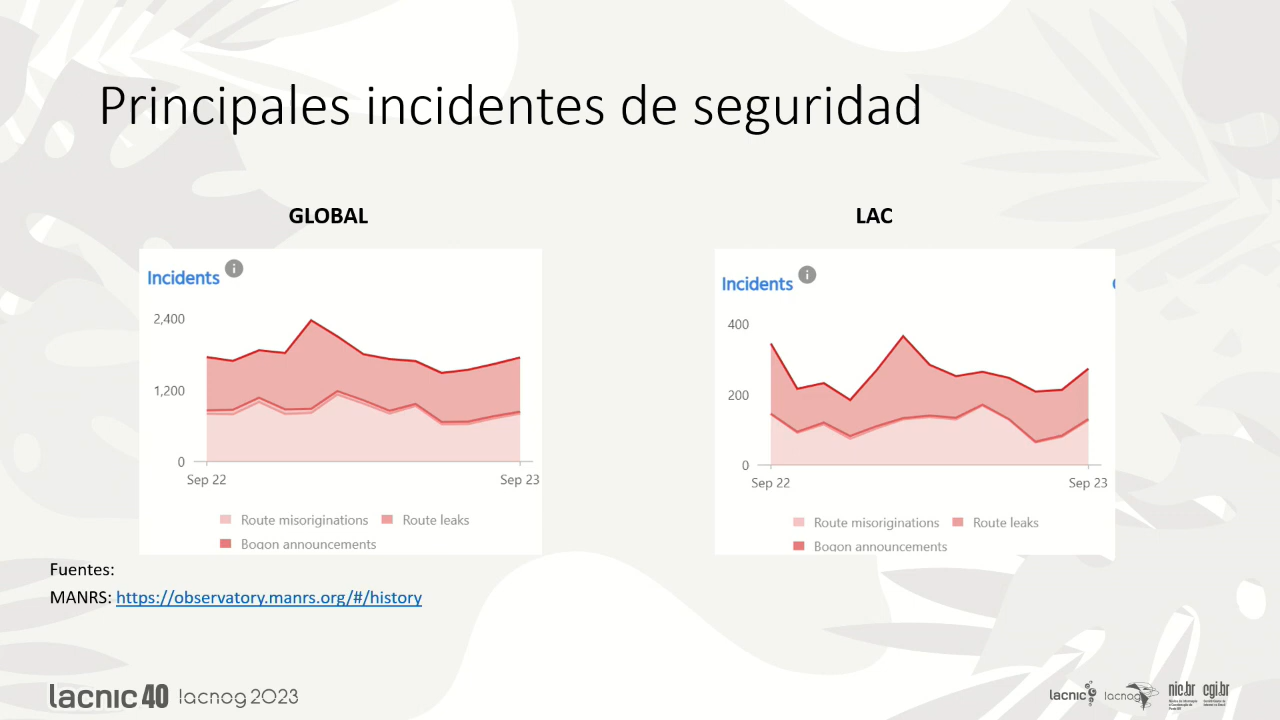 Principales incidentes de seguridad
GLOBAL
Incidents
2,400
1,200
0
Sep 22
Sep 23
Route misoriginations
Route leaks
Bogon announcements
LAC
Incidents
400
200
0
Sep 22
Sep 23
Route misoriginations
Route leaks
Bogon announcements
Fuentes:
MANRS: https://observatory.manrs.org/#/history
lacnic 40 lacnog 2023
lacnic lacnog nic.br cgi.br